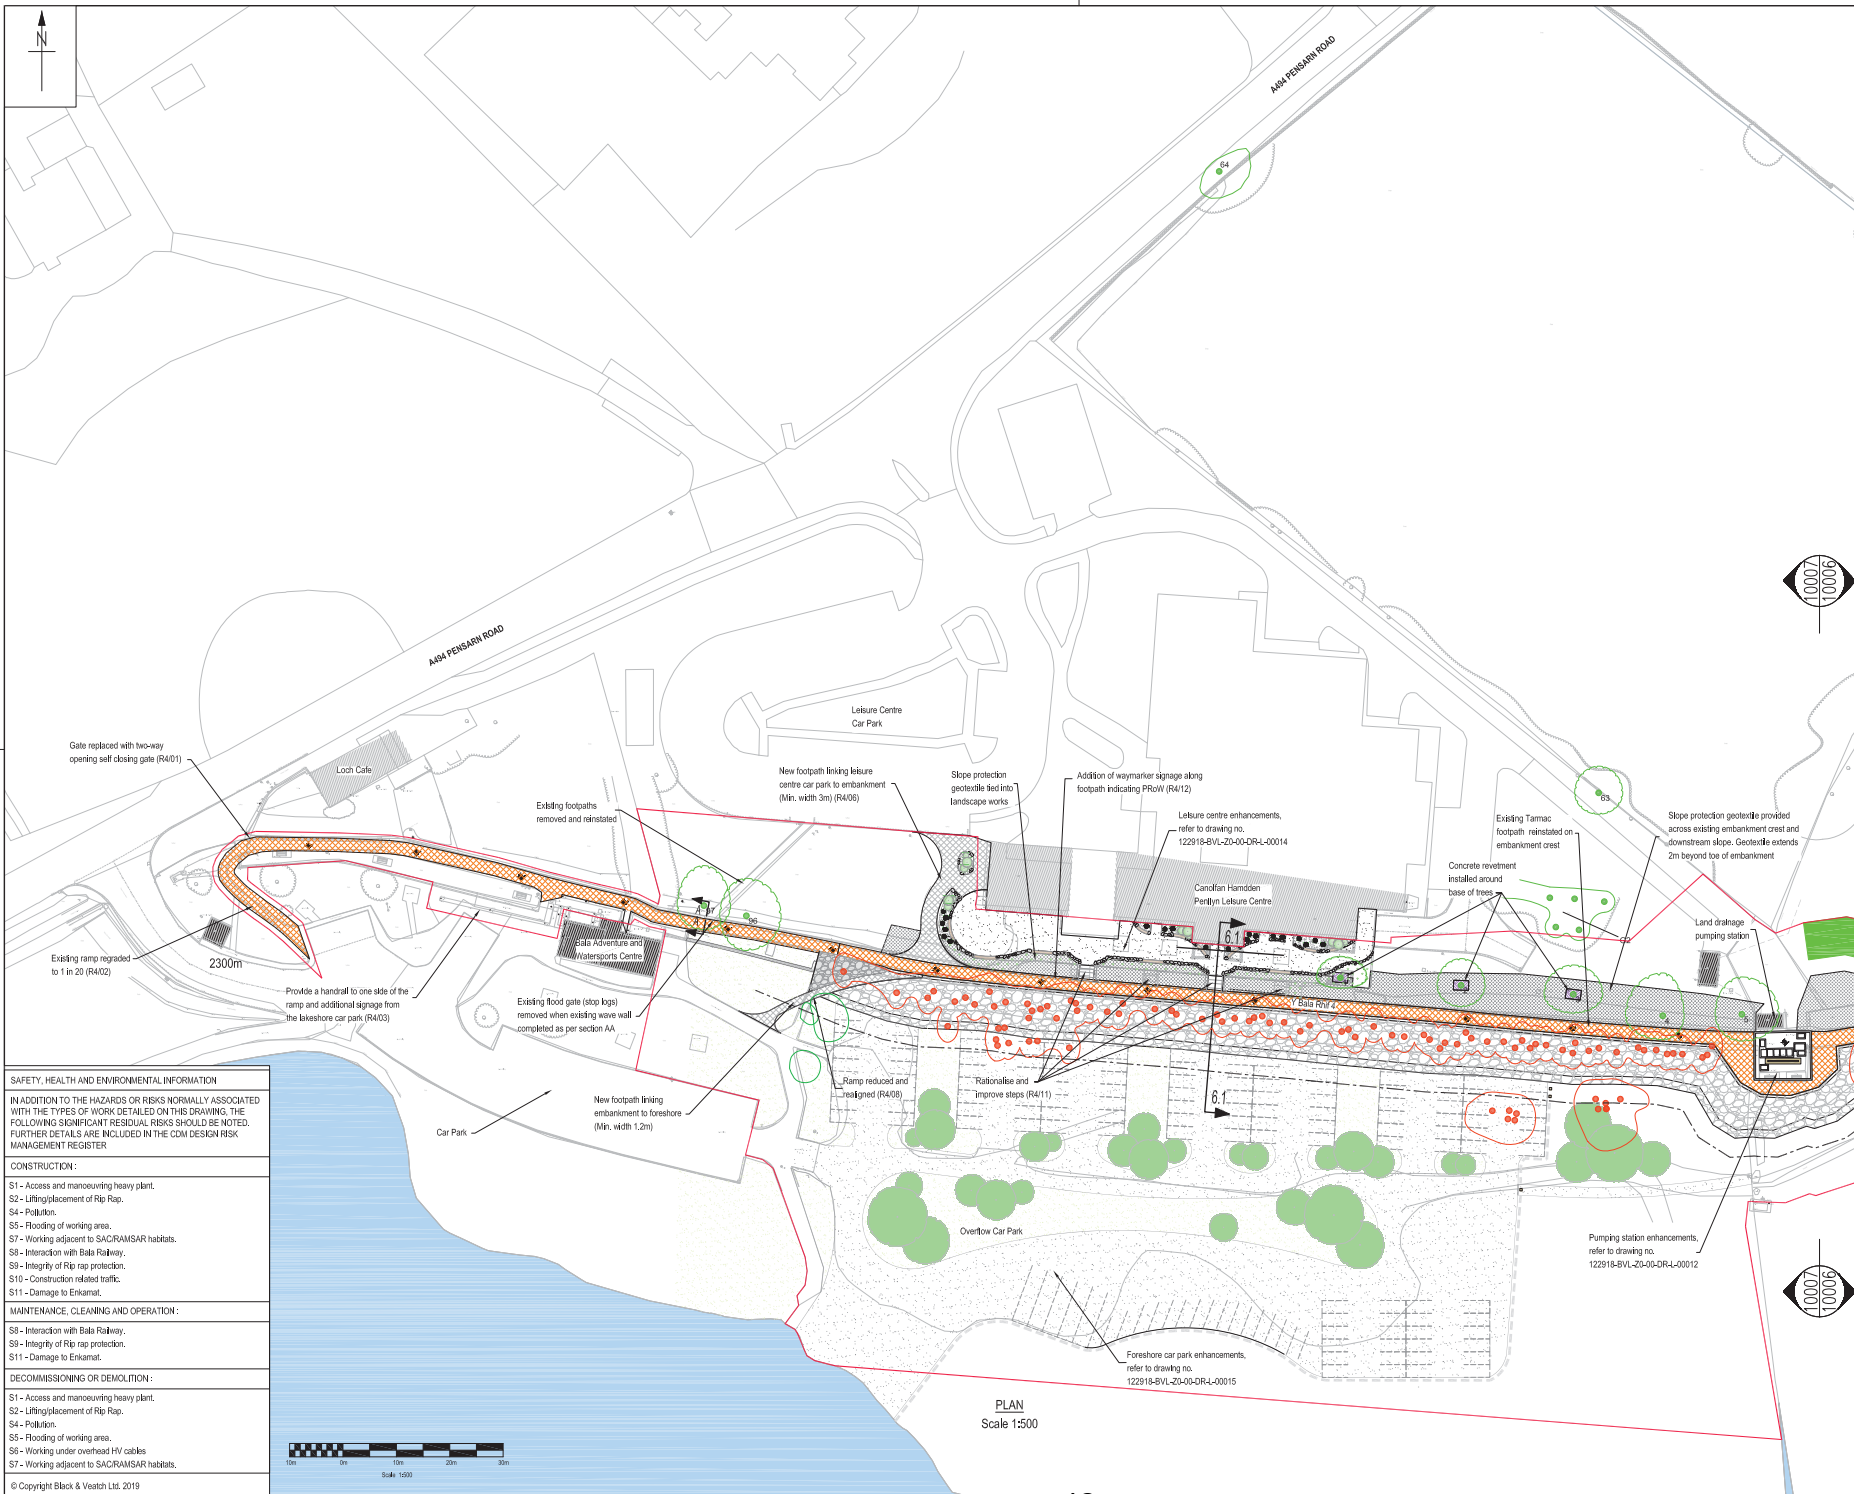 N
A494 PENSARN ROAD
64
10007
10006
A494 PENSARN ROAD
Leisure Centre
Car Park
Gate replaced with two-way
opening self closing gate (R4/01)
Loch Cafe
Existing footpaths
removed and reinstated
New footpath linking leisure
centre car park to embankment
(Min. width 3m) (R4/06)
Slope protection
geotextile tied into
landscape works
Addition of waymarker signage along
footpath indicating PRoW (R4/12)
Leisure centre enhancements,
refer to drawing no.
122918-BVL-Z0-00-DR-L-00014
63
Existing Tarmac
footpath reinstated on
embankment crest
Slope protection geotextile provided
across existing embankment crest and
downstream slope. Geotextile extends
2m beyond toe of embankment
Concrete revetment
installed around
base of trees
Canolfan Hamdden
Penllyn Leisure Centre
Land drainage
pumping station
G2
A
97
96
6.1
Bala Adventure and
Watersports Centre
Existing ramp regraded
to 1 in 20 (R4/02)
2300m
Provide a handrail to one side of the
ramp and additional signage from
the lakeshore car park (R4/03)
Existing flood gate (stop logs)
removed when existing wave wall
completed as per section AA
Y Bala Rhif 4
4
5
Ramp reduced and
realigned (R4/08)
Rationalise and
improve steps (R4/11)
6.1
New footpath linking
embankment to foreshore
(Min. width 1.2m)
Car Park
Overflow Car Park
Pumping station enhancements,
refer to drawing no.
122918-BVL-Z0-00-DR-L-00012
10007
10006
Foreshore car park enhancements,
refer to drawing no.
122918-BVL-Z0-00-DR-L-00015
PLAN
Scale 1:500
SAFETY, HEALTH AND ENVIRONMENTAL INFORMATION
IN ADDITION TO THE HAZARDS OR RISKS NORMALLY ASSOCIATED
WITH THE TYPES OF WORK DETAILED ON THIS DRAWING, THE
FOLLOWING SIGNIFICANT RESIDUAL RISKS SHOULD BE NOTED.
FURTHER DETAILS ARE INCLUDED IN THE CDM DESIGN RISK
MANAGEMENT REGISTER
CONSTRUCTION :
S1 - Access and manoeuvring heavy plant.
S2 - Lifting/placement of Rip Rap.
S4 - Pollution.
S5 - Flooding of working area.
S7 - Working adjacent to SAC/RAMSAR habitats.
S8 - Interaction with Bala Railway.
S9 - Integrity of Rip rap protection.
S10 - Construction related traffic.
S11 - Damage to Enkamat.
MAINTENANCE, CLEANING AND OPERATION :
S8 - Interaction with Bala Railway.
S9 - Integrity of Rip rap protection.
S11 - Damage to Enkamat.
DECOMMISSIONING OR DEMOLITION :
S1 - Access and manoeuvring heavy plant.
S2 - Lifting/placement of Rip Rap.
S4 - Pollution.
S5 - Flooding of working area.
S6 - Working under overhead HV cables
S7 - Working adjacent to SAC/RAMSAR habitats.
© Copyright Black & Veatch Ltd. 2019
10m 0m 10m 20m 30m
Scale 1:500